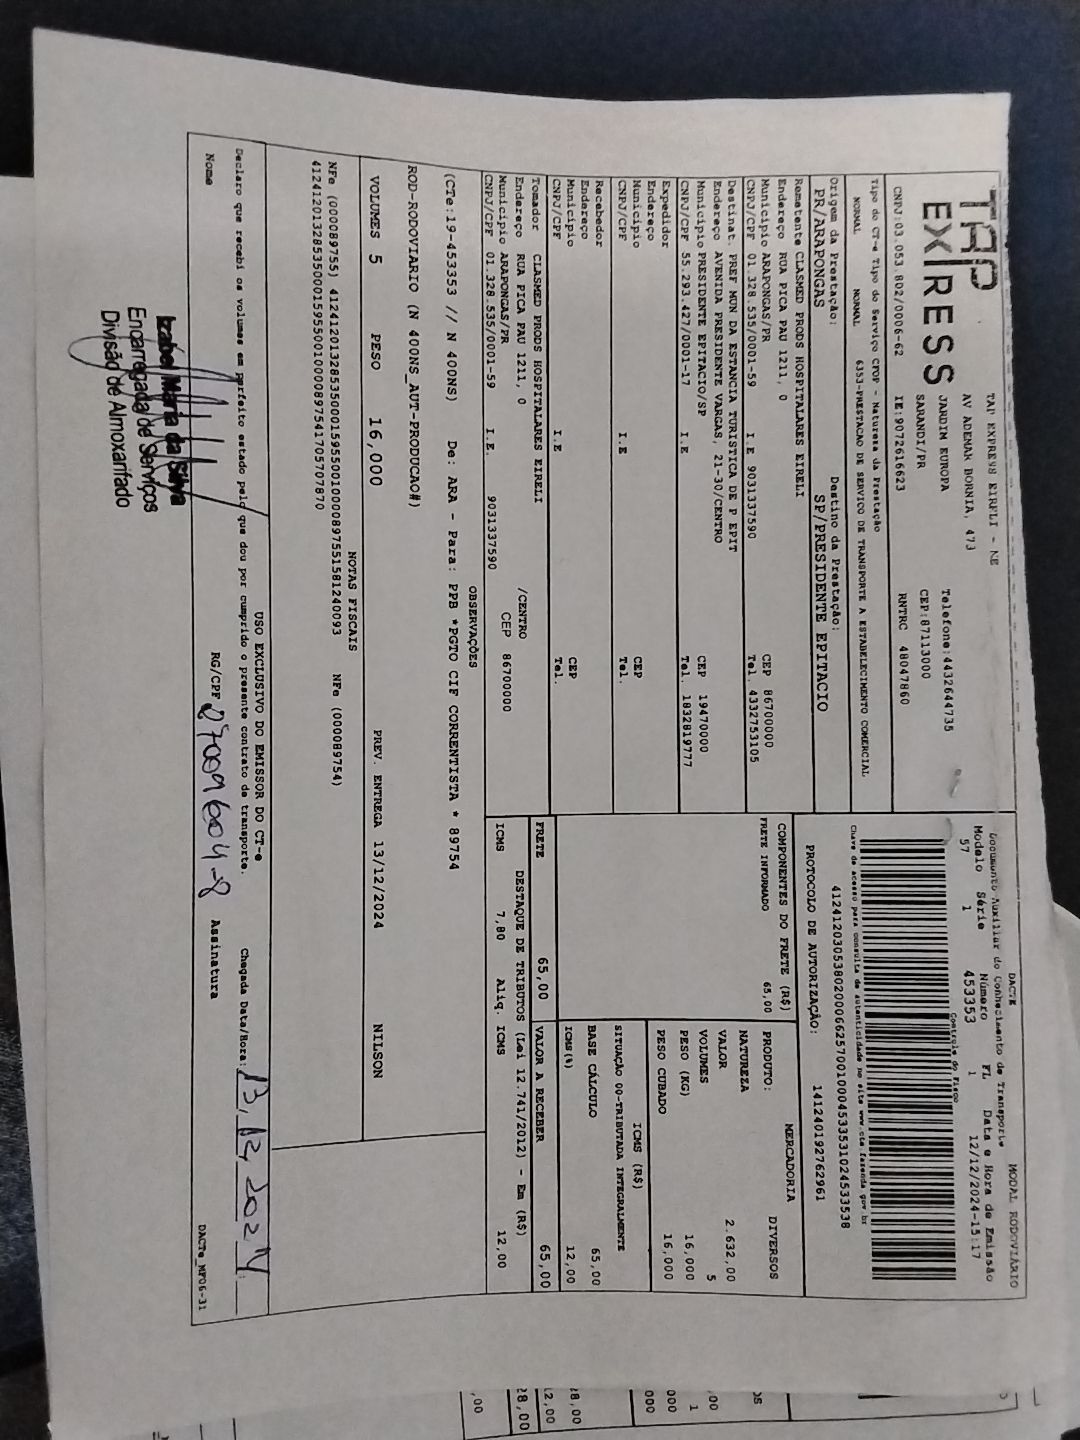 TAP
EXPRESS
TAP EXPRESS EIRELI - NE
AV ADEMAR BORNIA, 473
JARDIM EUROPA
Telefone:4432644735
SARANDI/PR
CEP:87113000
CNPJ:03.053.802/0006-62
IE:9072616623
RNTRC 48047860
DACTE
MODAL RODOVIÁRIO
Documento Auxiliar do Conhecimento de Transporte
Modelo Série Número FL Data e Hora de Emissão
57 1 453353 1 12/12/2024-15:17
Controle do Fisco
Chave de acesso para consulta de autenticidade no site www.cte.fazenda.gov.br
41241203053802000662570010004533531024533538
PROTOCOLO DE AUTORIZAÇÃO: 141240192762961
Tipo do CT-e Tipo do Serviço CFOP - Natureza da Prestação
NORMAL NORMAL 6353-PRESTACAO DE SERVICO DE TRANSPORTE A ESTABELECIMENTO COMERCIAL
Origem da Prestação: Destino da Prestação:
PR/ARAPONGAS SP/PRESIDENTE EPITACIO
Remetente CLASMED PRODS HOSPITALARES EIRELI
Endereço RUA PICA PAU 1211, 0
Município ARAPONGAS/PR CEP 86700000
CNPJ/CPF 01.328.535/0001-59 I.E 9031337590 Tel. 4332753105
Destinat. PREF MUN DA ESTANCIA TURISTICA DE P EPIT
Endereço AVENIDA PRESIDENTE VARGAS, 21-30/CENTRO
Município PRESIDENTE EPITACIO/SP CEP 19470000
CNPJ/CPF 55.293.427/0001-17 I.E Tel. 1832819777
Expedidor
Endereço
Município CEP
CNPJ/CPF I.E Tel.
Recebedor
Endereço
Município CEP
CNPJ/CPF I.E Tel.
Tomador CLASMED PRODS HOSPITALARES EIRELI
Endereço RUA PICA PAU 1211, 0 /CENTRO
Município ARAPONGAS/PR CEP 86700000
CNPJ/CPF 01.328.535/0001-59 I.E. 9031337590
COMPONENTES DO FRETE (R$)
FRETE INFORMADO 65,00
MERCADORIA
PRODUTO: DIVERSOS
NATUREZA
VALOR 2.632,00
VOLUMES 5
PESO (KG) 16,000
PESO CUBADO 16,000
ICMS (R$)
SITUAÇÃO 00-TRIBUTADA INTEGRALMENTE
BASE CÁLCULO 65,00
ICMS(%) 12,00
FRETE 65,00 VALOR A RECEBER 65,00
DESTAQUE DE TRIBUTOS (Lei 12.741/2012) - Em (R$)
ICMS 7,80 Alíq. ICMS 12,00
OBSERVAÇÕES
(CTe:19-453353 // N 400NS) De: ARA - Para: PPB *PGTO CIF CORRENTISTA * 89754
ROD-RODOVIARIO (N 400NS_AUT-PRODUCAO#)
VOLUMES 5 PESO 16,000 PREV. ENTREGA 13/12/2024 NILSON
NOTAS FISCAIS
NFe (000089755) 41241201328535000159550010000897551581240093 NFe (000089754)
41241201328535000159550010000897541705707870
USO EXCLUSIVO DO EMISSOR DO CT-e
Declaro que recebi os volumes em perfeito estado pelo que dou por cumprido o presente contrato de transporte.
Chegada Data/Hora: 13,12,2024
Nome RG/CPF 27009604-8 Assinatura
DACTe_MF06-31
Izabel Maria da Silva
Encarregada de Serviços
Divisão de Almoxarifado